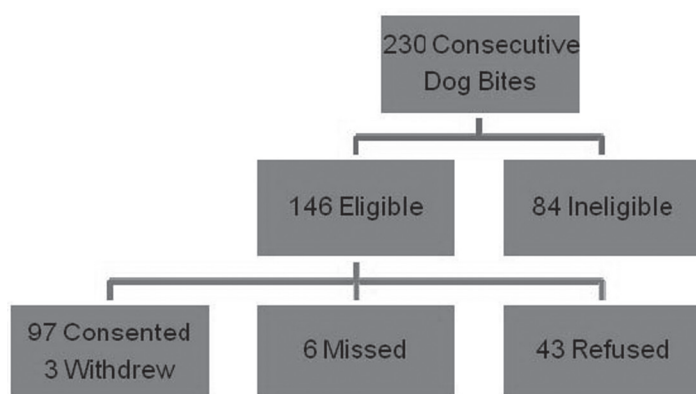 230 Consecutive
Dog Bites
146 Eligible
84 Ineligible
97 Consented
3 Withdrew
6 Missed
43 Refused